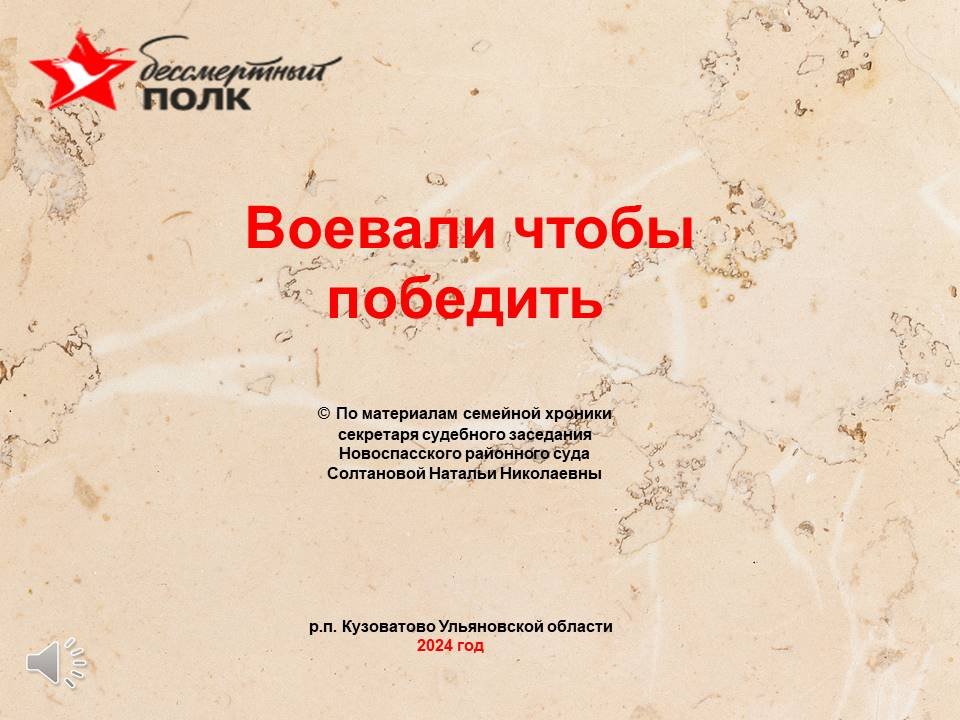 бессмертный
ПОЛК
Воевали чтобы
победить
© По материалам семейной хроники
секретаря судебного заседания
Новоспасского районного суда
Солтановой Натальи Николаевны
р.п. Кузоватово Ульяновской области
2024 год